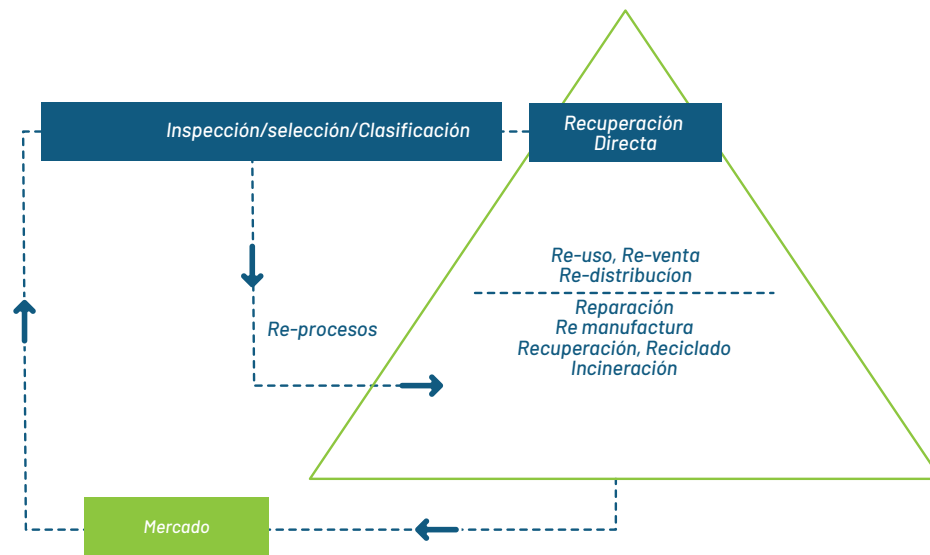 Inspección/selección/Clasificación
Recuperación
Directa
Re-uso, Re-venta
Re-distribucíon
Reparación
Re manufactura
Recuperación, Reciclado
Incineración
Re-procesos
Mercado